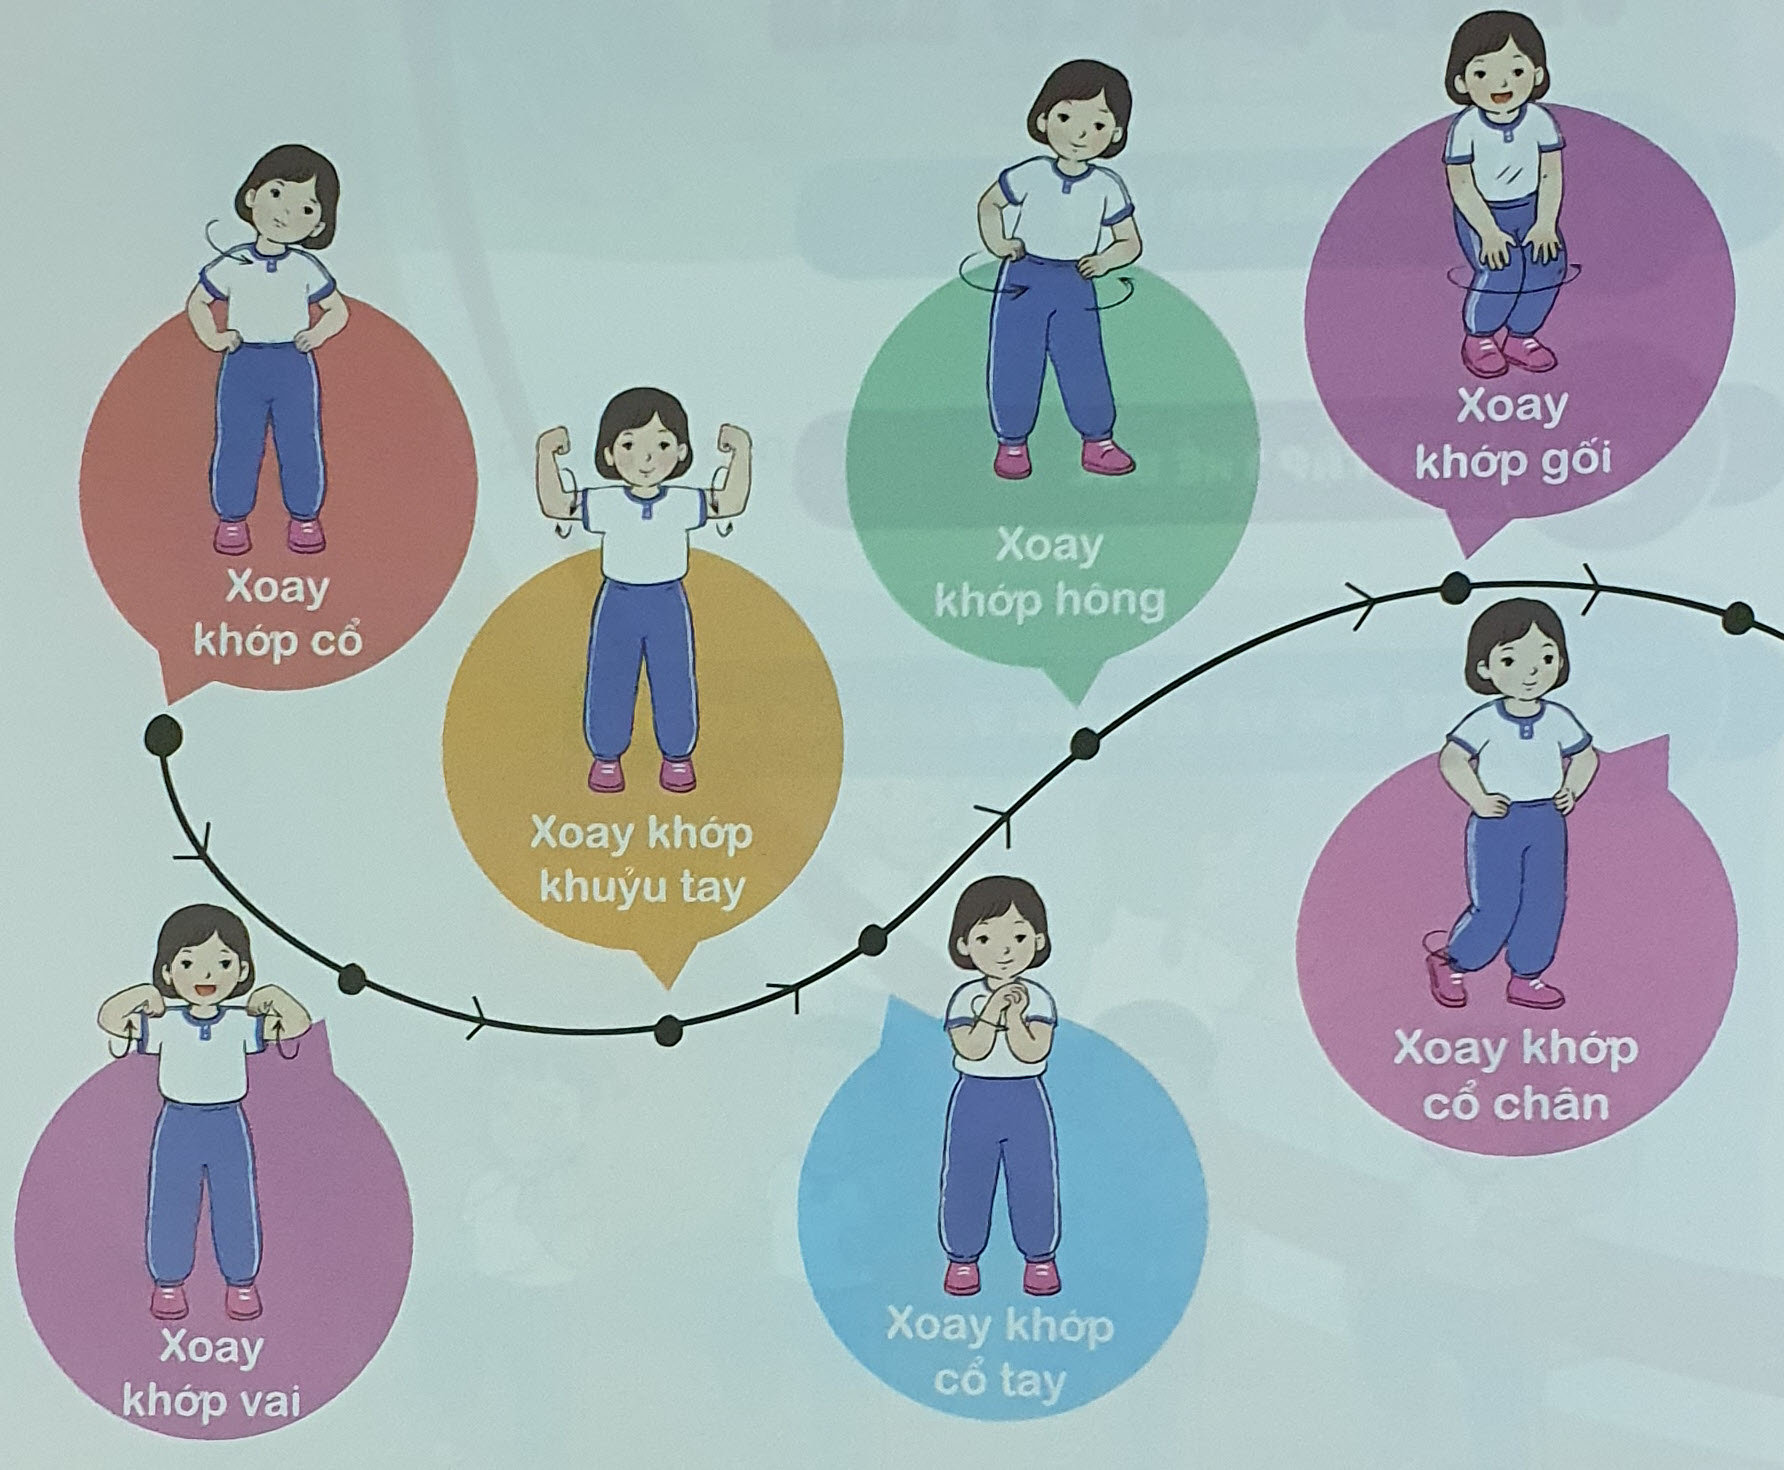 Xoay
khớp cổ
Xoay
khớp vai
Xoay khớp
khuỷu tay
Xoay khớp
cổ tay
Xoay
khớp hông
Xoay
khớp gối
Xoay khớp
cổ chân